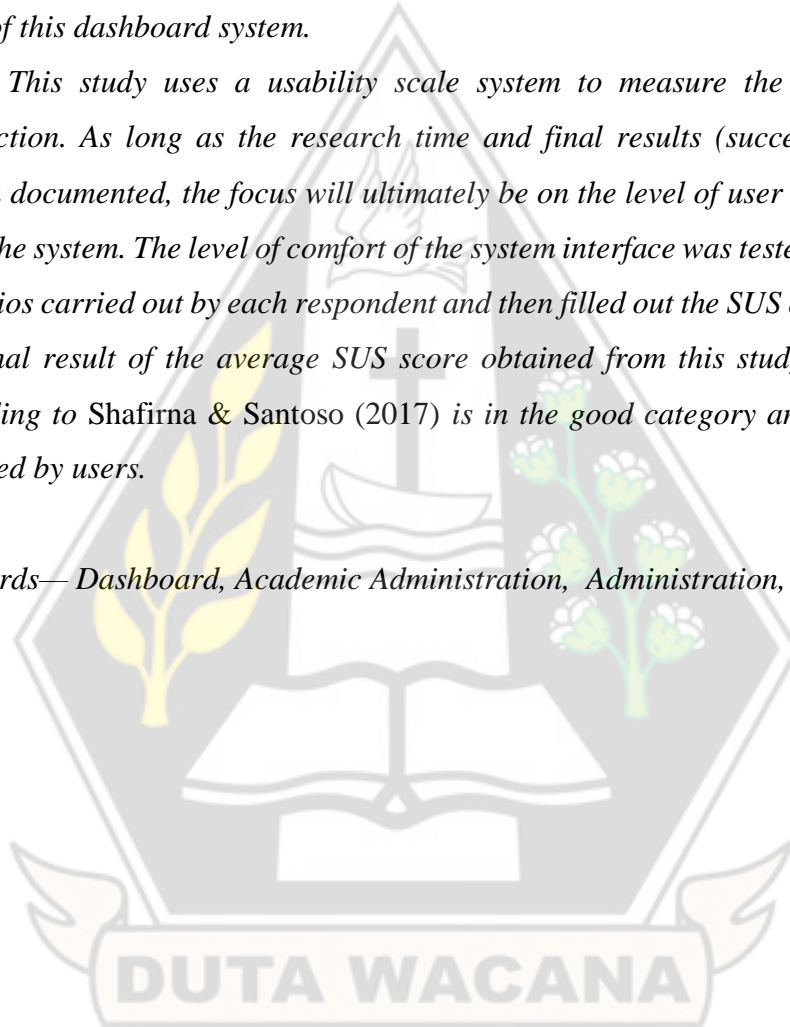 of this dashboard system.
This study uses a usability scale system to measure the
ction. As long as the research time and final results (succe
documented, the focus will ultimately be on the level of user
he system. The level of comfort of the system interface was teste
ios carried out by each respondent and then filled out the SUS
nal result of the average SUS score obtained from this study
ding to Shafirna & Santoso (2017) is in the good category an
ed by users.
rds— Dashboard, Academic Administration, Administration,
DUTA WACANA